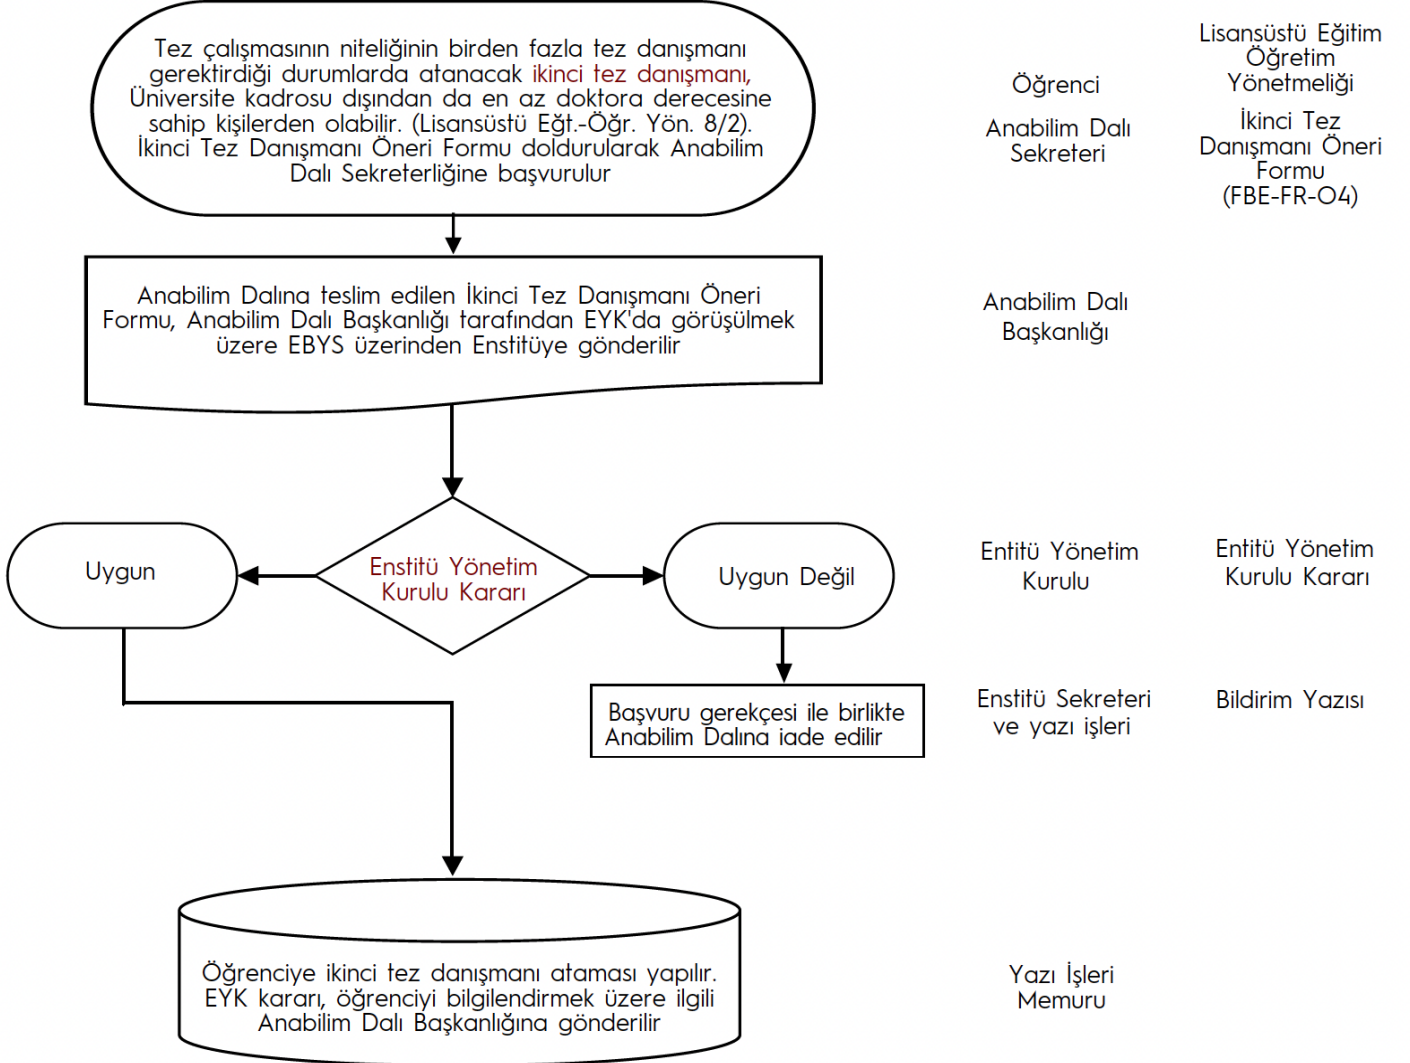 Tez çalışmasının niteliğinin birden fazla tez danışmanı
gerektirdiği durumlarda atanacak ikinci tez danışmanı,
Üniversite kadrosu dışından da en az doktora derecesine
sahip kişilerden olabilir. (Lisansüstü Eğt.-Öğr. Yön. 8/2).
İkinci Tez Danışmanı Öneri Formu doldurularak Anabilim
Dalı Sekreterliğine başvurulur
Öğrenci
Anabilim Dalı
Sekreteri
Lisansüstü Eğitim
Öğretim
Yönetmeliği
İkinci Tez
Danışmanı Öneri
Formu
(FBE-FR-04)
Anabilim Dalına teslim edilen İkinci Tez Danışmanı Öneri
Formu, Anabilim Dalı Başkanlığı tarafından EYK'da görüşülmek
üzere EBYS üzerinden Enstitüye gönderilir
Anabilim Dalı
Başkanlığı
Uygun
Enstitü Yönetim
Kurulu Kararı
Uygun Değil
Entitü Yönetim
Kurulu
Entitü Yönetim
Kurulu Kararı
Başvuru gerekçesi ile birlikte
Anabilim Dalına iade edilir
Enstitü Sekreteri
ve yazı işleri
Bildirim Yazısı
Öğrenciye ikinci tez danışmanı ataması yapılır.
EYK kararı, öğrenciyi bilgilendirmek üzere ilgili
Anabilim Dalı Başkanlığına gönderilir
Yazı İşleri
Memuru